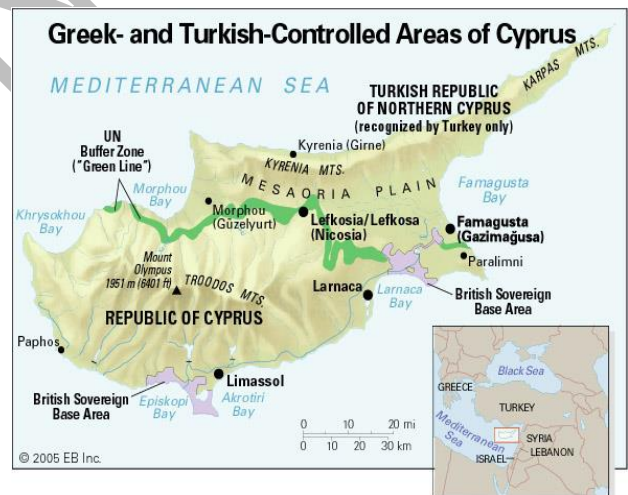 Greek- and Turkish-Controlled Areas of Cyprus
MEDITERRANEAN SEA
KARPAS MTS.
TURKISH REPUBLIC
OF NORTHERN CYPRUS
(recognized by Turkey only)
UN
Buffer Zone
("Green Line")
Kyrenia (Girne)
KYRENIA MTS.
MESAORIA PLAIN
Famagusta
Bay
Morphou
Bay
Khrysokhou
Bay
Morphou
(Güzelyurt)
Lefkosia/Lefkosa
(Nicosia)
Famagusta
(Gazimağusa)
Paralimni
Mount
Olympus
1951 m (6401 ft)
TROODOS MTS.
Larnaca
Larnaca
Bay
British Sovereign
Base Area
REPUBLIC OF CYPRUS
Paphos
Limassol
British Sovereign
Base Area
Episkopi
Bay
Akrotiri
Bay
0 10 20 mi
0 10 20 30 km
© 2005 EB Inc.
Black Sea
GREECE
TURKEY
Mediterranean
Sea
SYRIA
LEBANON
ISRAEL